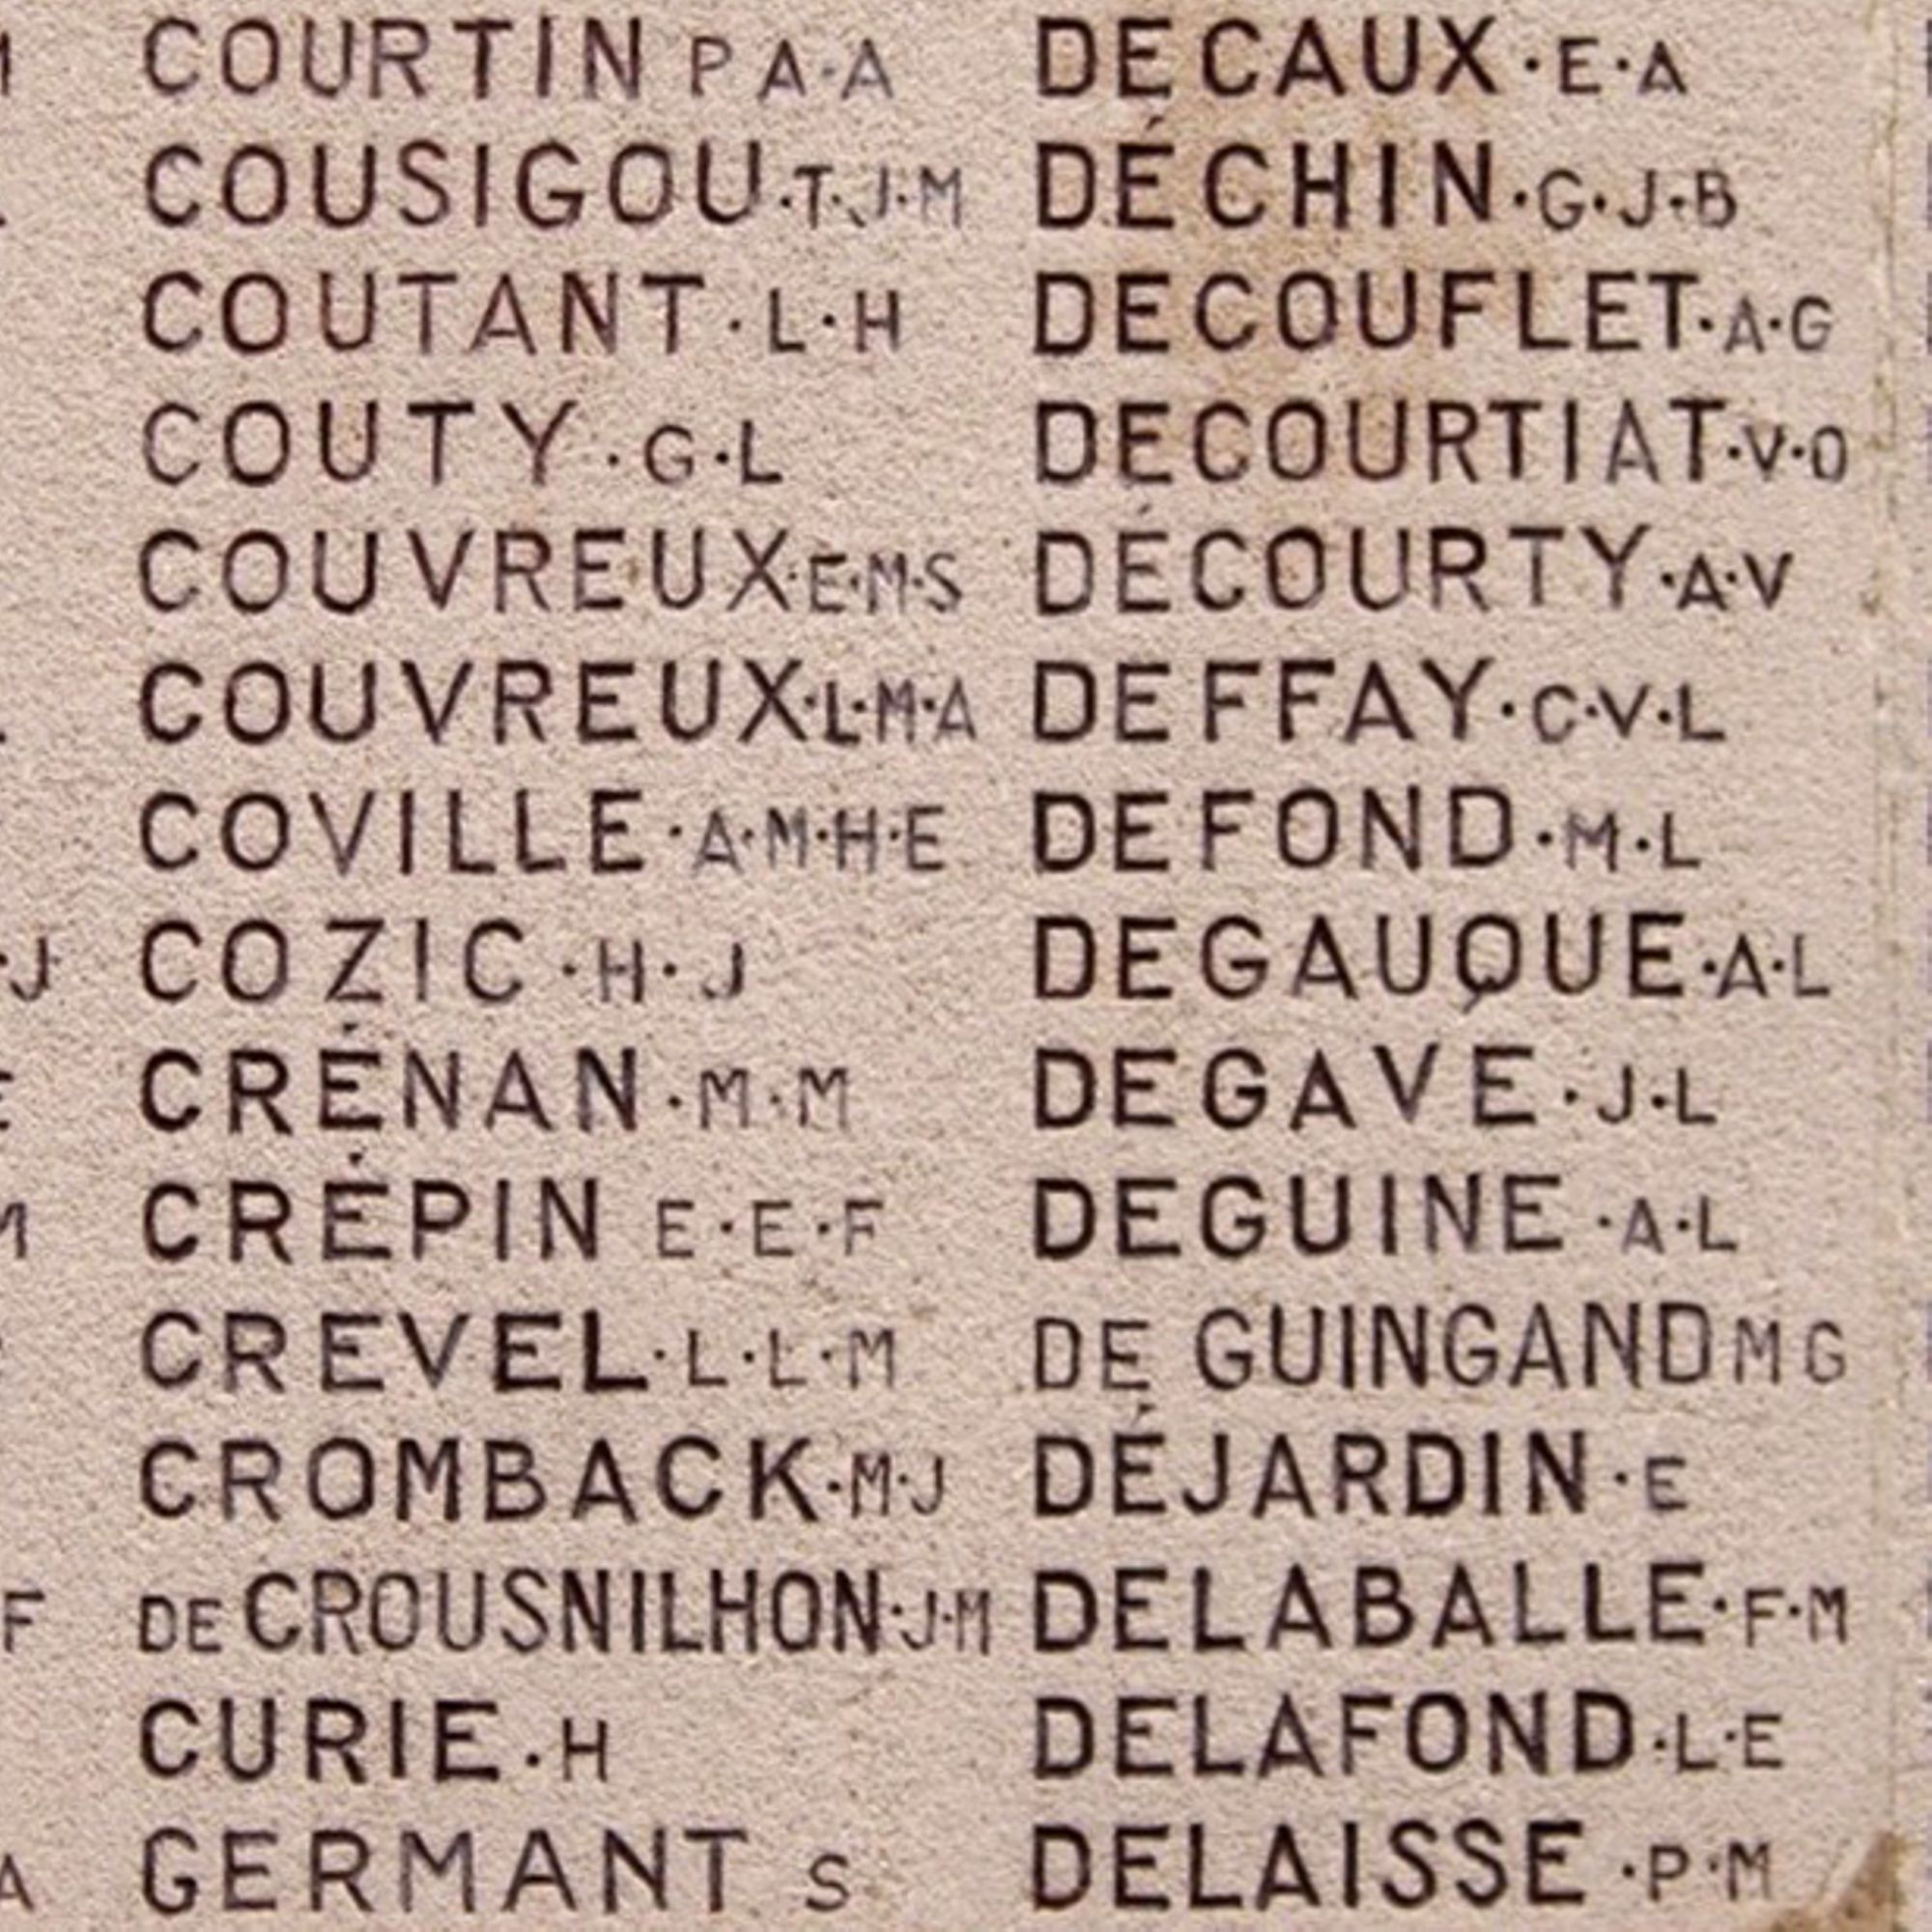 COURTIN P A·A
COUSIGOU·T·J·M
COUTANT·L·H
COUTY·G·L
COUVREUX·E·M·S
COUVREUX·L·M·A
COVILLE·A·M·H·E
COZIC·H·J
CRÉNAN·M·M
CRÉPIN E·E·F
CREVEL·L·L·M
CROMBACK·M·J
DE CROUSNILHON·J·M
CURIE·H
GERMANT S
DECAUX·E·A
DÉCHIN·G·J·B
DECOUFLET·A·G
DECOURTIAT·V·O
DÉCOURTY·A·V
DEFFAY·C·V·L
DEFOND·M·L
DEGAUQUE·A·L
DEGAVE·J·L
DEGUINE·A·L
DE GUINGAND M G
DÉJARDIN·E
DELABALLE·F·M
DELAFOND·L·E
DELAISSE·P·M